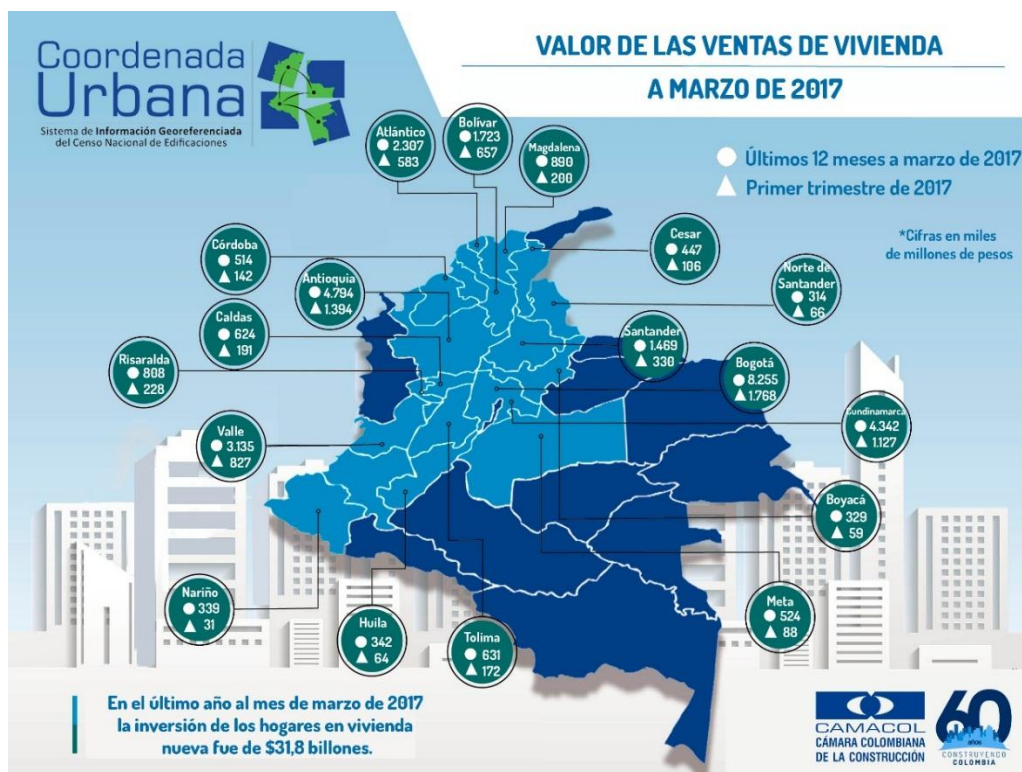 Coordenada
Urbana
Sistema de Información Georeferenciada
del Censo Nacional de Edificaciones
VALOR DE LAS VENTAS DE VIVIENDA
A MARZO DE 2017
Últimos 12 meses a marzo de 2017
Primer trimestre de 2017
*Cifras en miles
de millones de pesos
Atlántico
2.307
583
Bolívar
1.723
657
Magdalena
890
200
Cesar
447
106
Córdoba
514
142
Antioquia
4.794
1.394
Norte de
Santander
314
66
Caldas
624
191
Santander
1.469
330
Risaralda
808
228
Bogotá
8.255
1.768
Cundinamarca
4.342
1.127
Valle
3.135
827
Boyacá
329
59
Nariño
339
31
Huila
342
64
Tolima
631
172
Meta
524
88
En el último año al mes de marzo de 2017
la inversión de los hogares en vivienda
nueva fue de $31,8 billones.
CAMACOL
CÁMARA COLOMBIANA
DE LA CONSTRUCCIÓN
60
años
CONSTRUYENDO
COLOMBIA